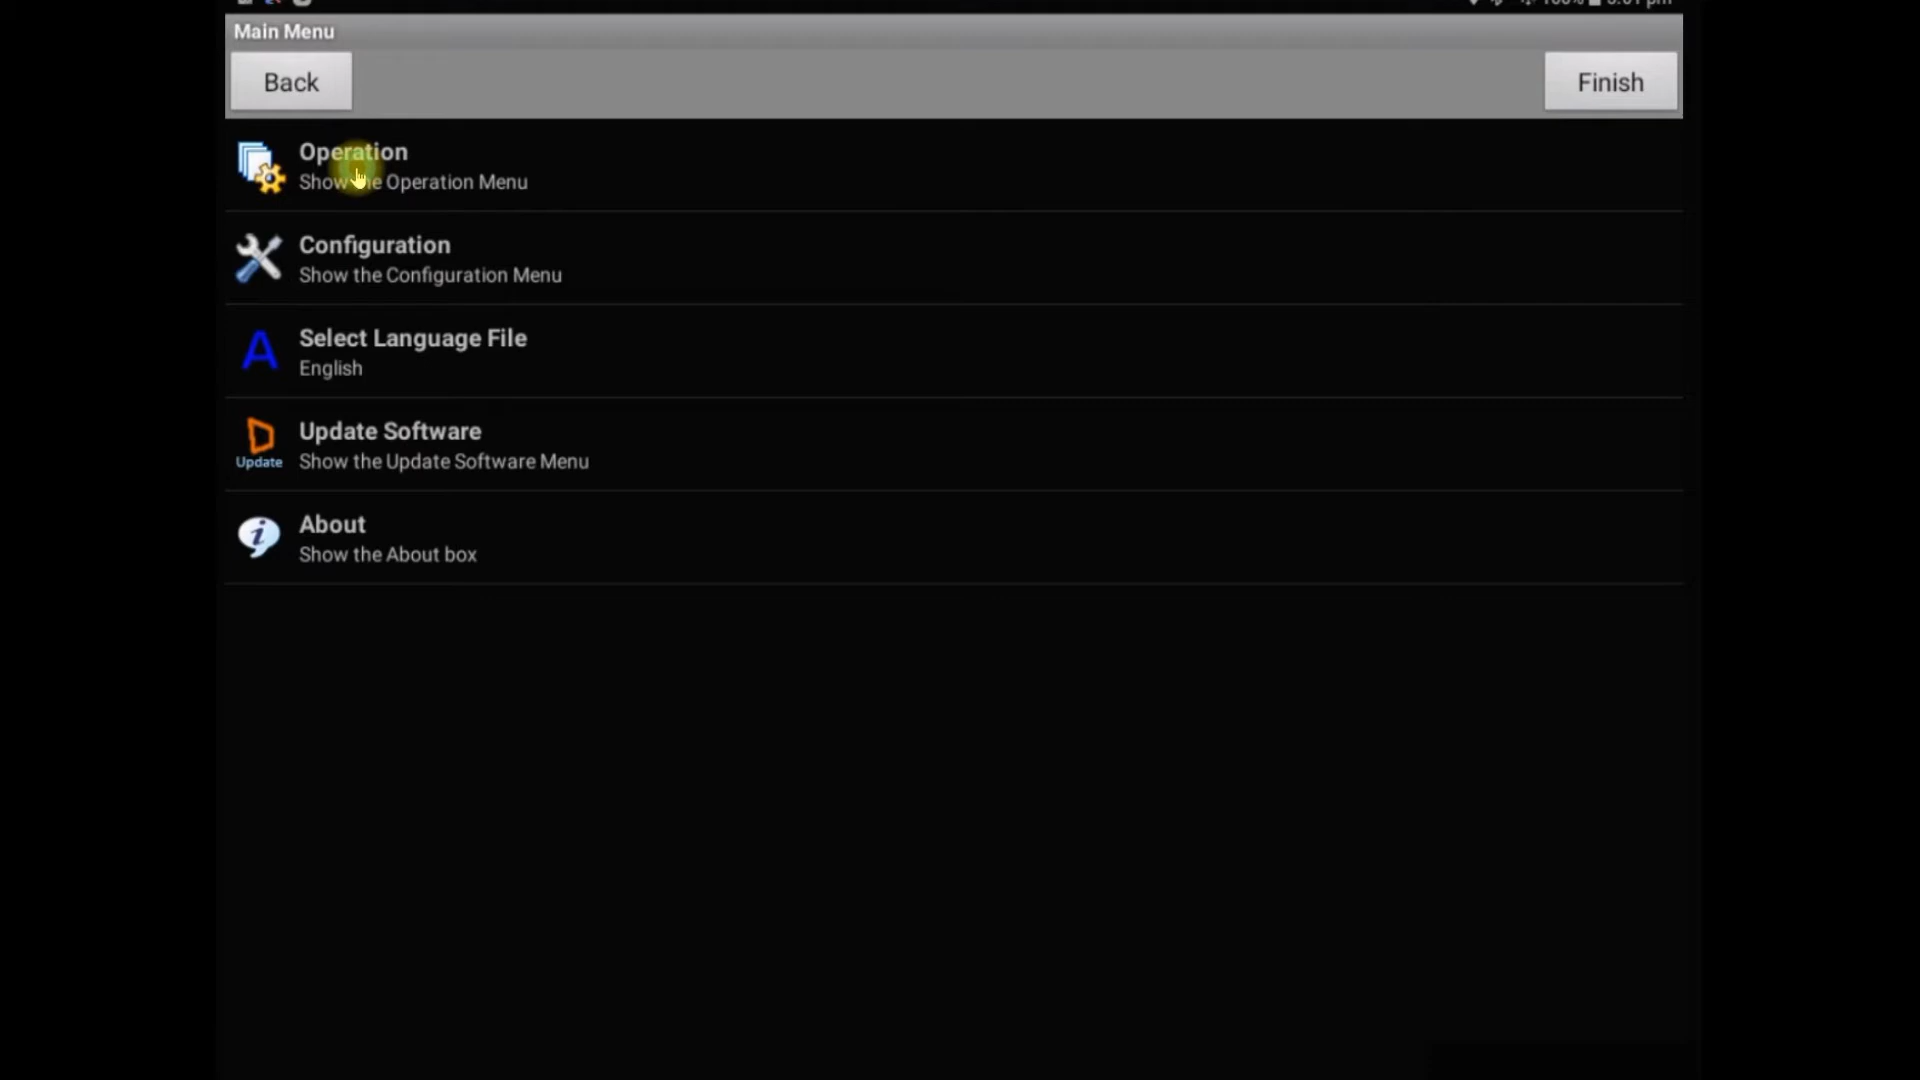 Main Menu
Back
Finish
Operation
Show the Operation Menu
Configuration
Show the Configuration Menu
Select Language File
English
Update Software
Update
Show the Update Software Menu
About
Show the About box